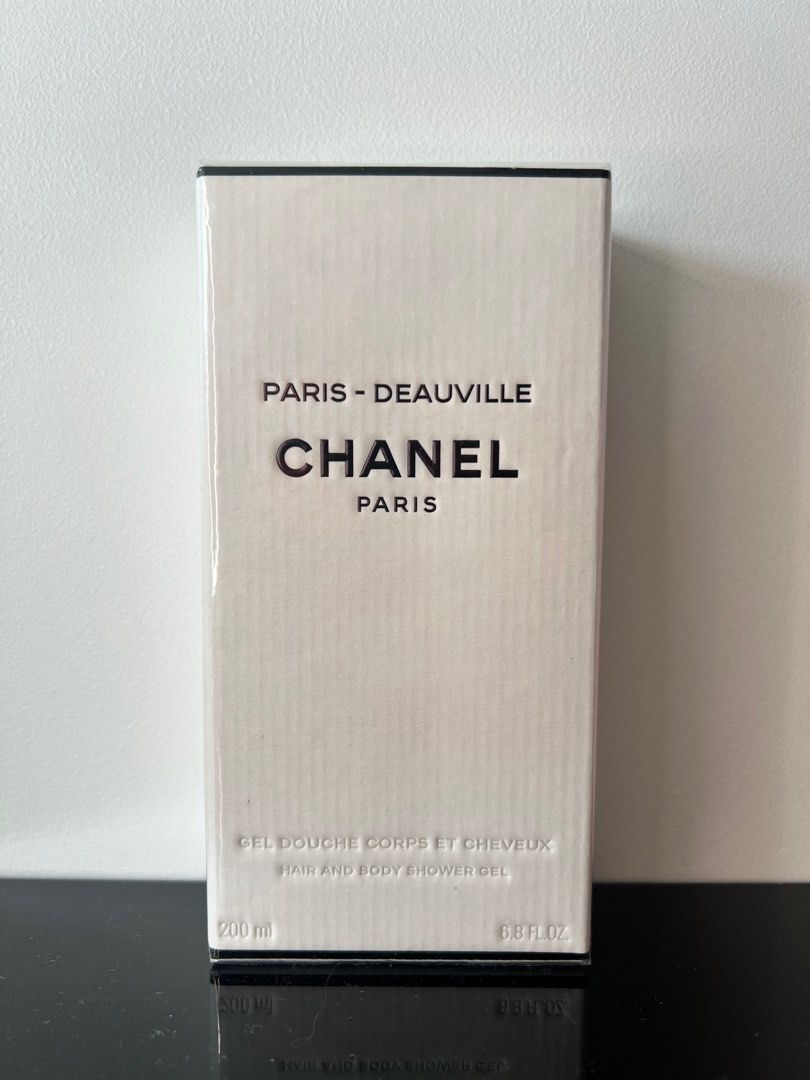 PARIS - DEAUVILLE
CHANEL
PARIS
GEL DOUCHE CORPS ET CHEVEUX
HAIR AND BODY SHOWER GEL
200 ml 6.8 FL.OZ.